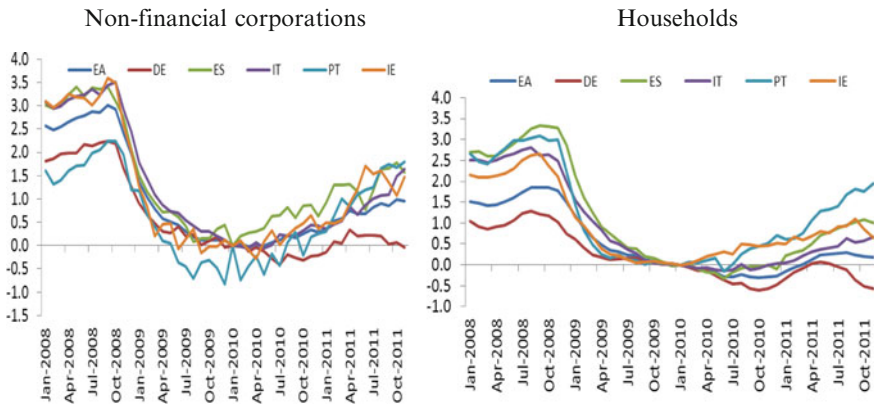 Non-financial corporations
4.0
3.5
3.0
2.5
2.0
1.5
1.0
0.5
0.0
-0.5
-1.0
-1.5
EA DE ES IT PT IE
Jan-2008
Apr-2008
Jul-2008
Oct-2008
Jan-2009
Apr-2009
Jul-2009
Oct-2009
Jan-2010
Apr-2010
Jul-2010
Oct-2010
Jan-2011
Apr-2011
Jul-2011
Oct-2011
Households
4.0
3.5
3.0
2.5
2.0
1.5
1.0
0.5
0.0
-0.5
-1.0
EA DE ES IT PT IE
Jan-2008
Apr-2008
Jul-2008
Oct-2008
Jan-2009
Apr-2009
Jul-2009
Oct-2009
Jan-2010
Apr-2010
Jul-2010
Oct-2010
Jan-2011
Apr-2011
Jul-2011
Oct-2011